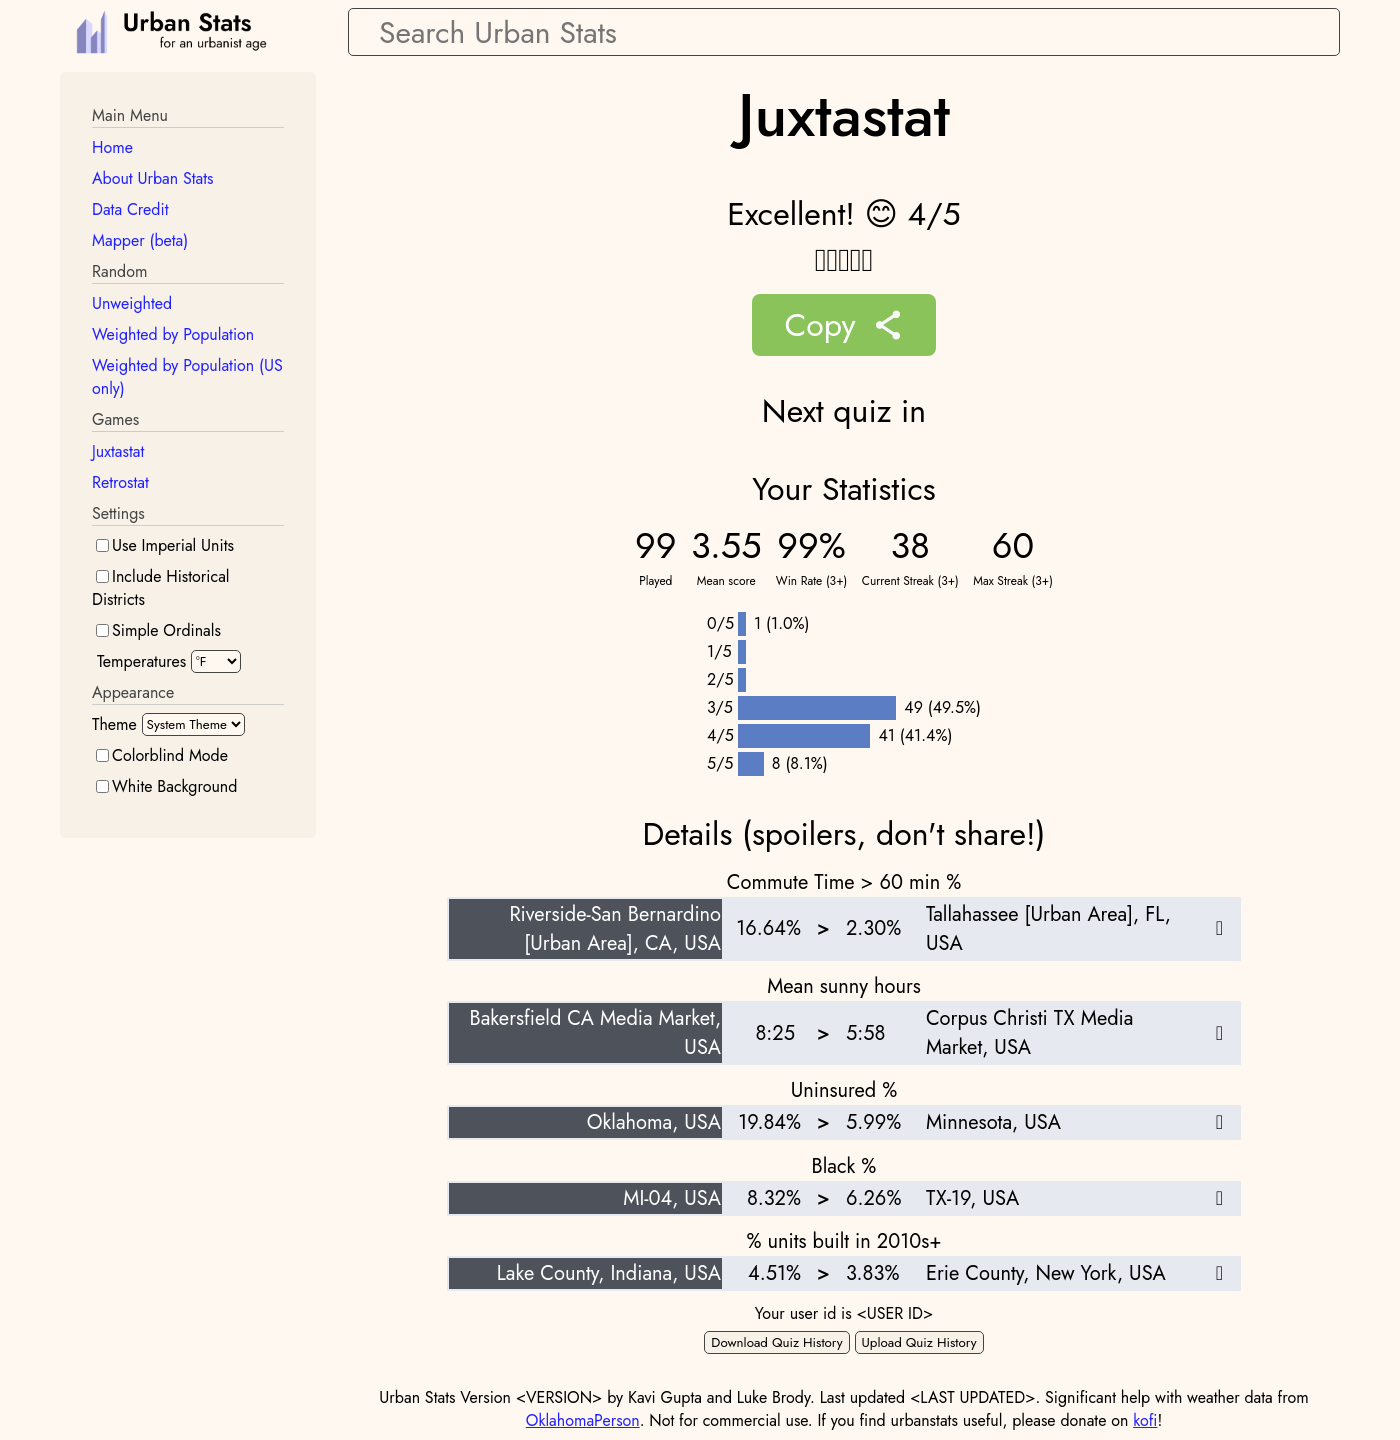 Urban Stats
for an urbanist age
Search Urban Stats
Main Menu
Home
About Urban Stats
Data Credit
Mapper (beta)
Random
Unweighted
Weighted by Population
Weighted by Population (US
only)
Games
Juxtastat
Retrostat
Settings
Use Imperial Units
Include Historical
Districts
Simple Ordinals
Temperatures °F
Appearance
Theme System Theme
Colorblind Mode
White Background
Juxtastat
Excellent! 😊 4/5
Copy
Next quiz in
Your Statistics
99 3.55 99% 38 60
Played Mean score Win Rate (3+) Current Streak (3+) Max Streak (3+)
0/5 1 (1.0%)
1/5
2/5
3/5 49 (49.5%)
4/5 41 (41.4%)
5/5 8 (8.1%)
Details (spoilers, don't share!)
Commute Time > 60 min %
Riverside-San Bernardino
[Urban Area], CA, USA
16.64% > 2.30%
Tallahassee [Urban Area], FL,
USA
Mean sunny hours
Bakersfield CA Media Market,
USA
8:25 > 5:58
Corpus Christi TX Media
Market, USA
Uninsured %
Oklahoma, USA 19.84% > 5.99% Minnesota, USA
Black %
MI-04, USA 8.32% > 6.26% TX-19, USA
% units built in 2010s+
Lake County, Indiana, USA 4.51% > 3.83% Erie County, New York, USA
Your user id is <USER ID>
Download Quiz History Upload Quiz History
Urban Stats Version <VERSION> by Kavi Gupta and Luke Brody. Last updated <LAST UPDATED>. Significant help with weather data from
OklahomaPerson. Not for commercial use. If you find urbanstats useful, please donate on kofi!